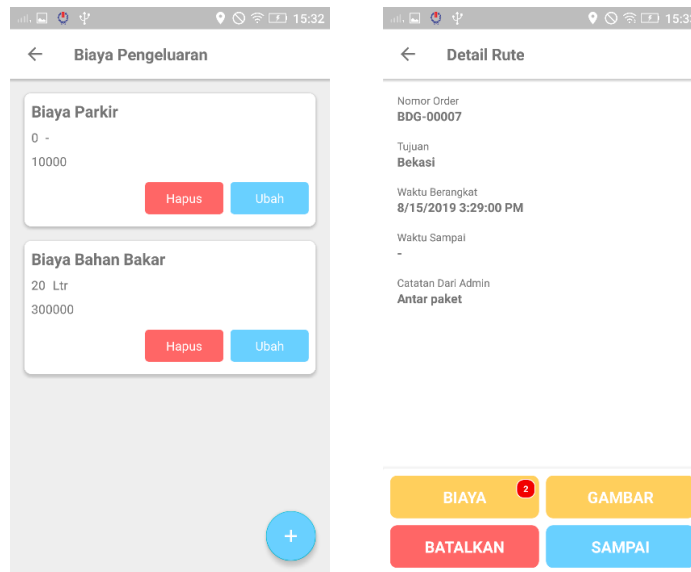 15:32
Biaya Pengeluaran
Biaya Parkir
0 -
10000
Hapus Ubah
Biaya Bahan Bakar
20 Ltr
300000
Hapus Ubah
+
Detail Rute
Nomor Order
BDG-00007
Tujuan
Bekasi
Waktu Berangkat
8/15/2019 3:29:00 PM
Waktu Sampai
-
Catatan Dari Admin
Antar paket
BIAYA 2 GAMBAR
BATALKAN SAMPAI